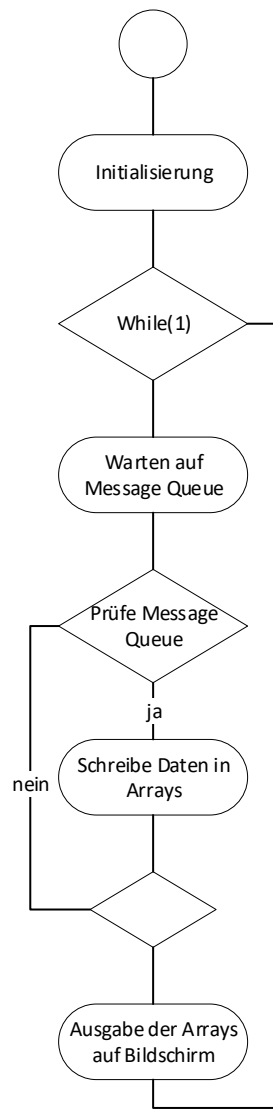 Initialisierung
While(1)
Warten auf
Message Queue
Prüfe Message
Queue
ja
Schreibe Daten in
Arrays
nein
Ausgabe der Arrays
auf Bildschirm